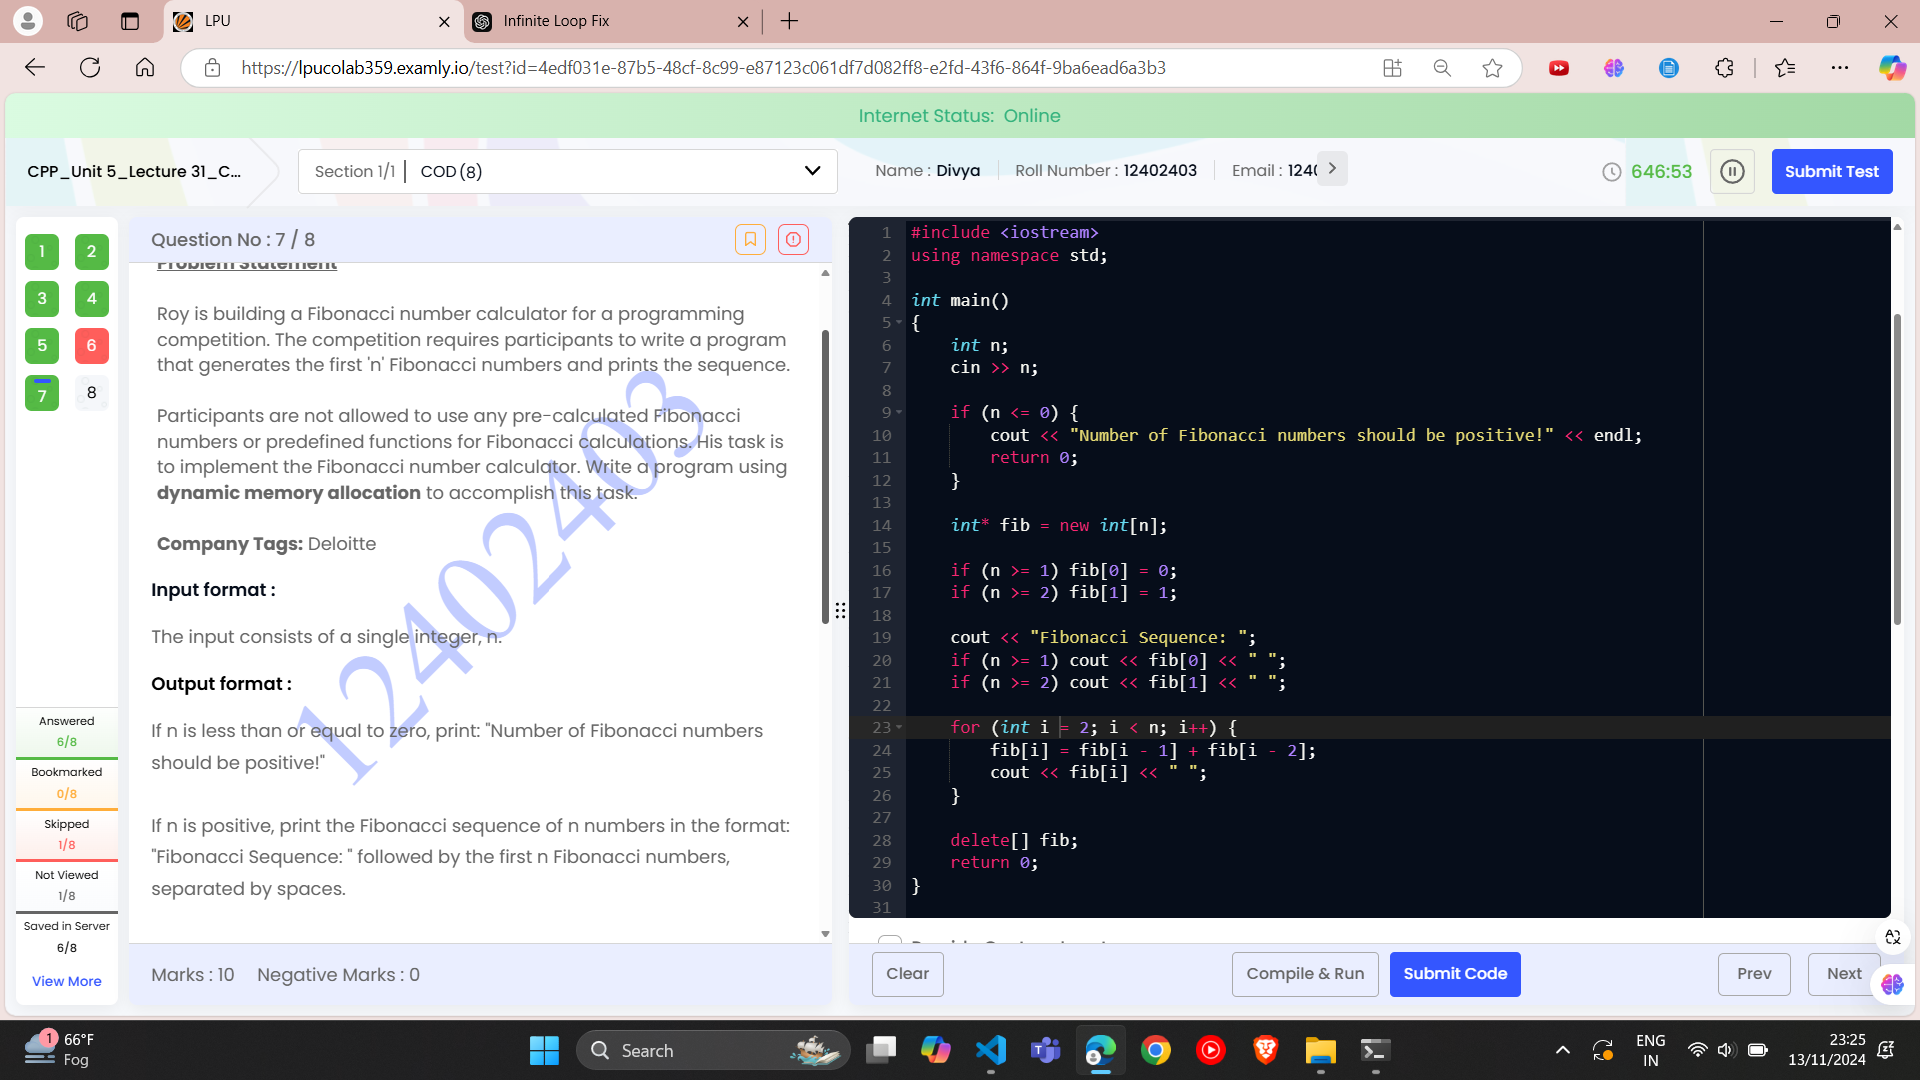 LPU
Infinite Loop Fix
https://lpucolab359.examly.io/test?id=4edf031e-87b5-48cf-8c99-e87123c061df7d082ff8-e2fd-43f6-864f-9ba6ead6a3b3
Internet Status: Online
CPP_Unit 5_Lecture 31_C...
Section 1/1 | COD (8)
Name : Divya
Roll Number : 12402403
Email : 1240
646:53
Submit Test
1 2
3 4
5 6
7 8
Answered
6/8
Bookmarked
0/8
Skipped
1/8
Not Viewed
1/8
Saved in Server
6/8
View More
Question No : 7 / 8
Problem Statement
Roy is building a Fibonacci number calculator for a programming
competition. The competition requires participants to write a program
that generates the first 'n' Fibonacci numbers and prints the sequence.
Participants are not allowed to use any pre-calculated Fibonacci
numbers or predefined functions for Fibonacci calculations. His task is
to implement the Fibonacci number calculator. Write a program using
dynamic memory allocation to accomplish this task.
Company Tags: Deloitte
Input format :
The input consists of a single integer, n.
Output format :
If n is less than or equal to zero, print: "Number of Fibonacci numbers
should be positive!"
If n is positive, print the Fibonacci sequence of n numbers in the format:
"Fibonacci Sequence: " followed by the first n Fibonacci numbers,
separated by spaces.
12402403
Marks : 10 Negative Marks : 0
1 #include <iostream>
2 using namespace std;
3
4 int main()
5 {
6 int n;
7 cin >> n;
8
9 if (n <= 0) {
10 cout << "Number of Fibonacci numbers should be positive!" << endl;
11 return 0;
12 }
13
14 int* fib = new int[n];
15
16 if (n >= 1) fib[0] = 0;
17 if (n >= 2) fib[1] = 1;
18
19 cout << "Fibonacci Sequence: ";
20 if (n >= 1) cout << fib[0] << " ";
21 if (n >= 2) cout << fib[1] << " ";
22
23 for (int i = 2; i < n; i++) {
24 fib[i] = fib[i - 1] + fib[i - 2];
25 cout << fib[i] << " ";
26 }
27
28 delete[] fib;
29 return 0;
30 }
31
Clear
Compile & Run
Submit Code
Prev
Next
1
66°F
Fog
Search
ENG
IN
23:25
13/11/2024